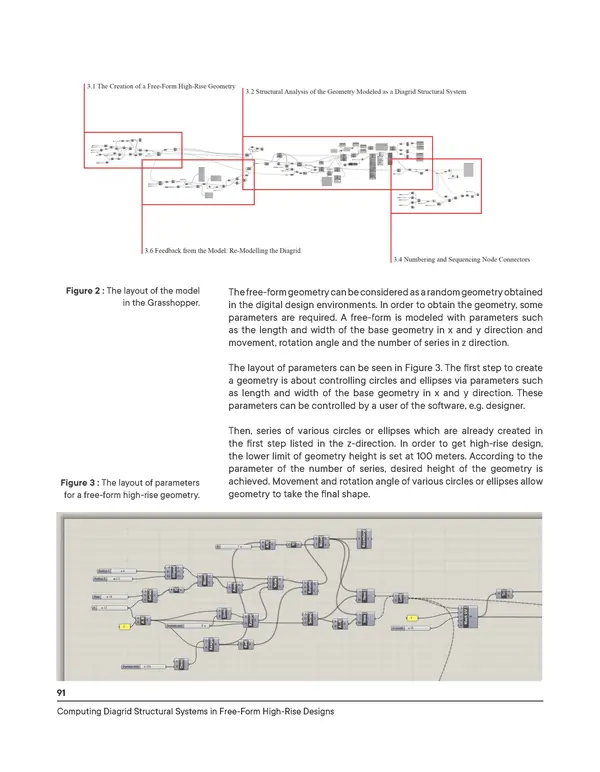 3.1 The Creation of a Free-Form High-Rise Geometry
3.2 Structural Analysis of the Geometry Modeled as a Diagrid Structural System
3.6 Feedback from the Model: Re-Modelling the Diagrid
3.4 Numbering and Sequencing Node Connectors
Figure 2 : The layout of the model
in the Grasshopper.
The free-form geometry can be considered as a random geometry obtained
in the digital design environments. In order to obtain the geometry, some
parameters are required. A free-form is modeled with parameters such
as the length and width of the base geometry in x and y direction and
movement, rotation angle and the number of series in z direction.
The layout of parameters can be seen in Figure 3. The first step to create
a geometry is about controlling circles and ellipses via parameters such
as length and width of the base geometry in x and y direction. These
parameters can be controlled by a user of the software, e.g. designer.
Then, series of various circles or ellipses which are already created in
the first step listed in the z-direction. In order to get high-rise design,
the lower limit of geometry height is set at 100 meters. According to the
parameter of the number of series, desired height of the geometry is
achieved. Movement and rotation angle of various circles or ellipses allow
geometry to take the final shape.
Figure 3 : The layout of parameters
for a free-form high-rise geometry.
91
Computing Diagrid Structural Systems in Free-Form High-Rise Designs